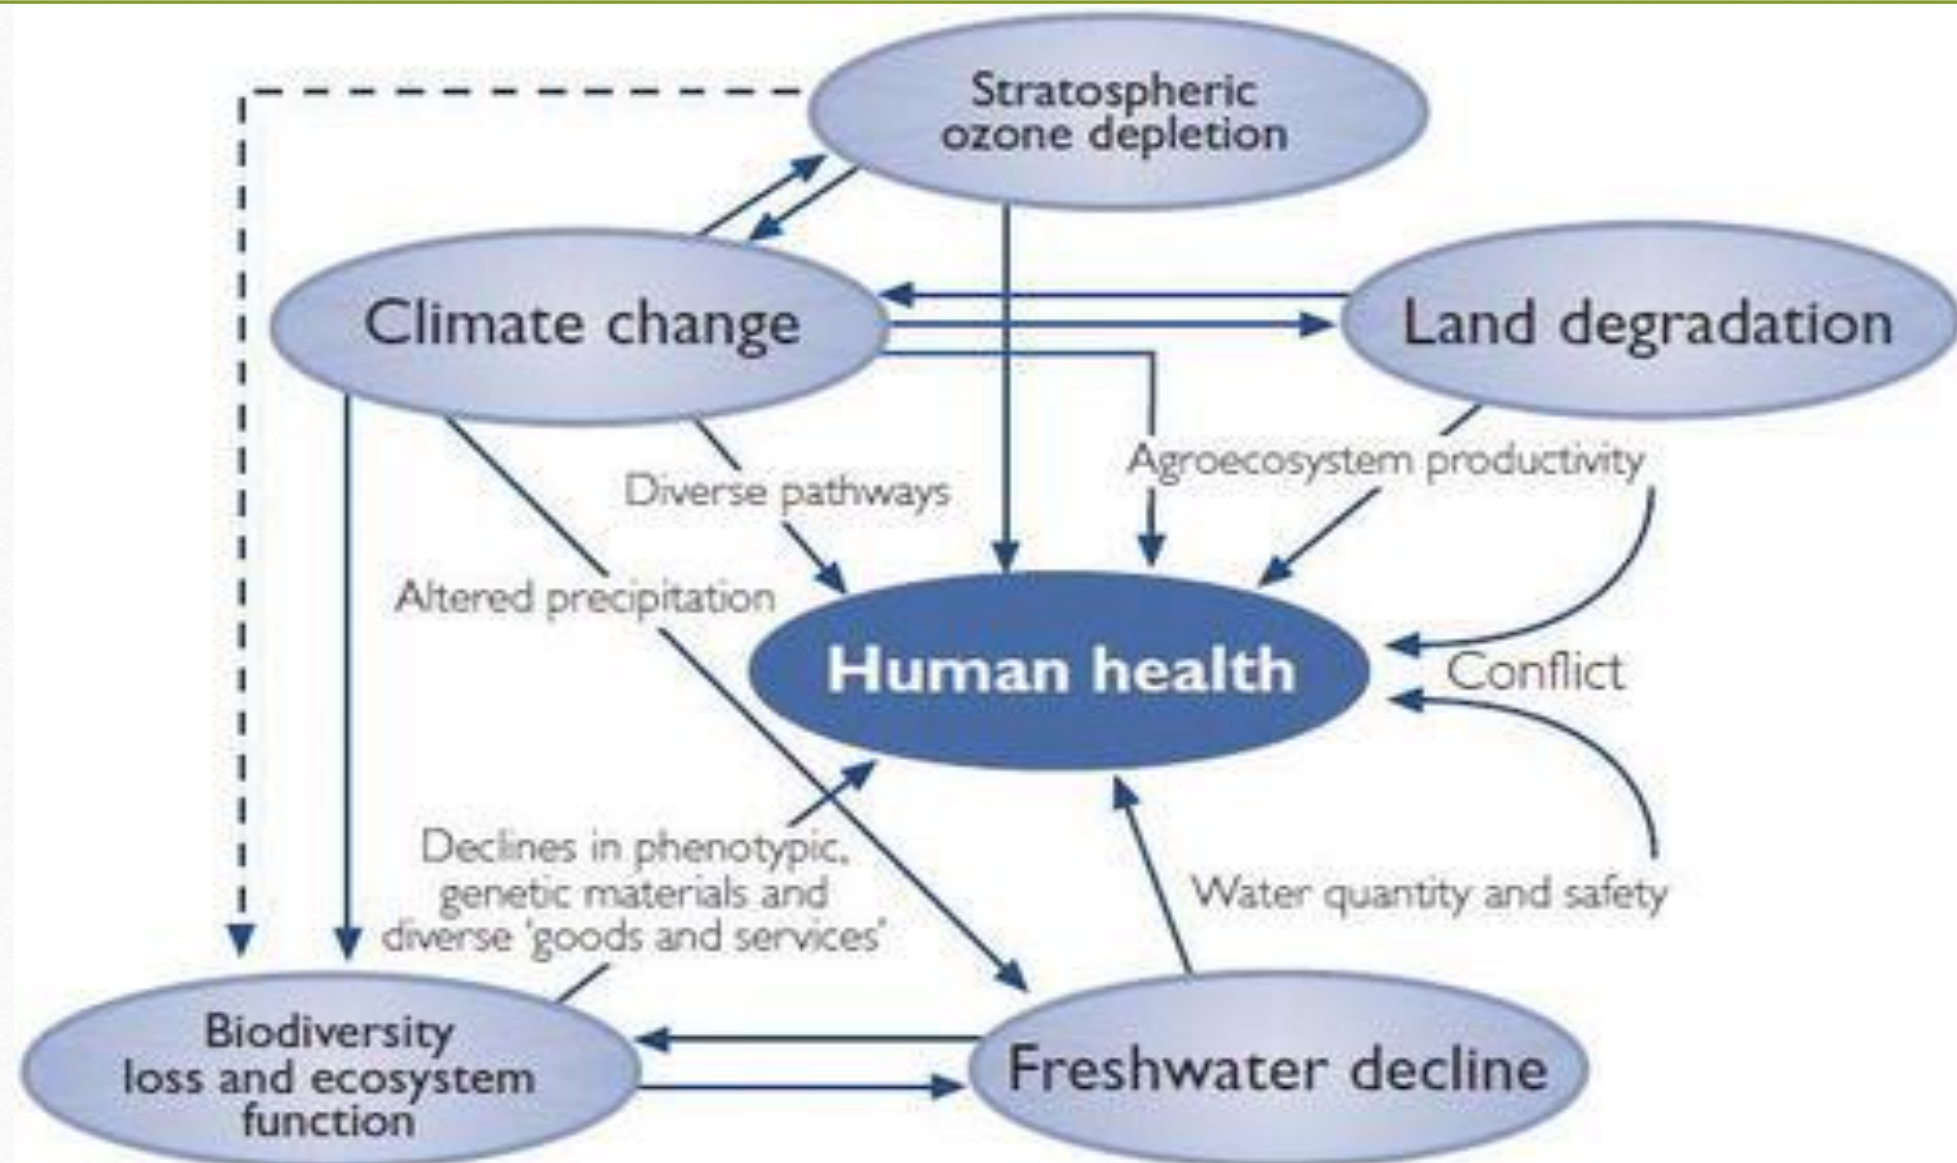 Stratospheric
ozone depletion
Climate change
Land degradation
Diverse pathways
Agroecosystem productivity
Altered precipitation
Human health
Conflict
Declines in phenotypic,
genetic materials and
diverse 'goods and services'
Water quantity and safety
Biodiversity
loss and ecosystem
function
Freshwater decline